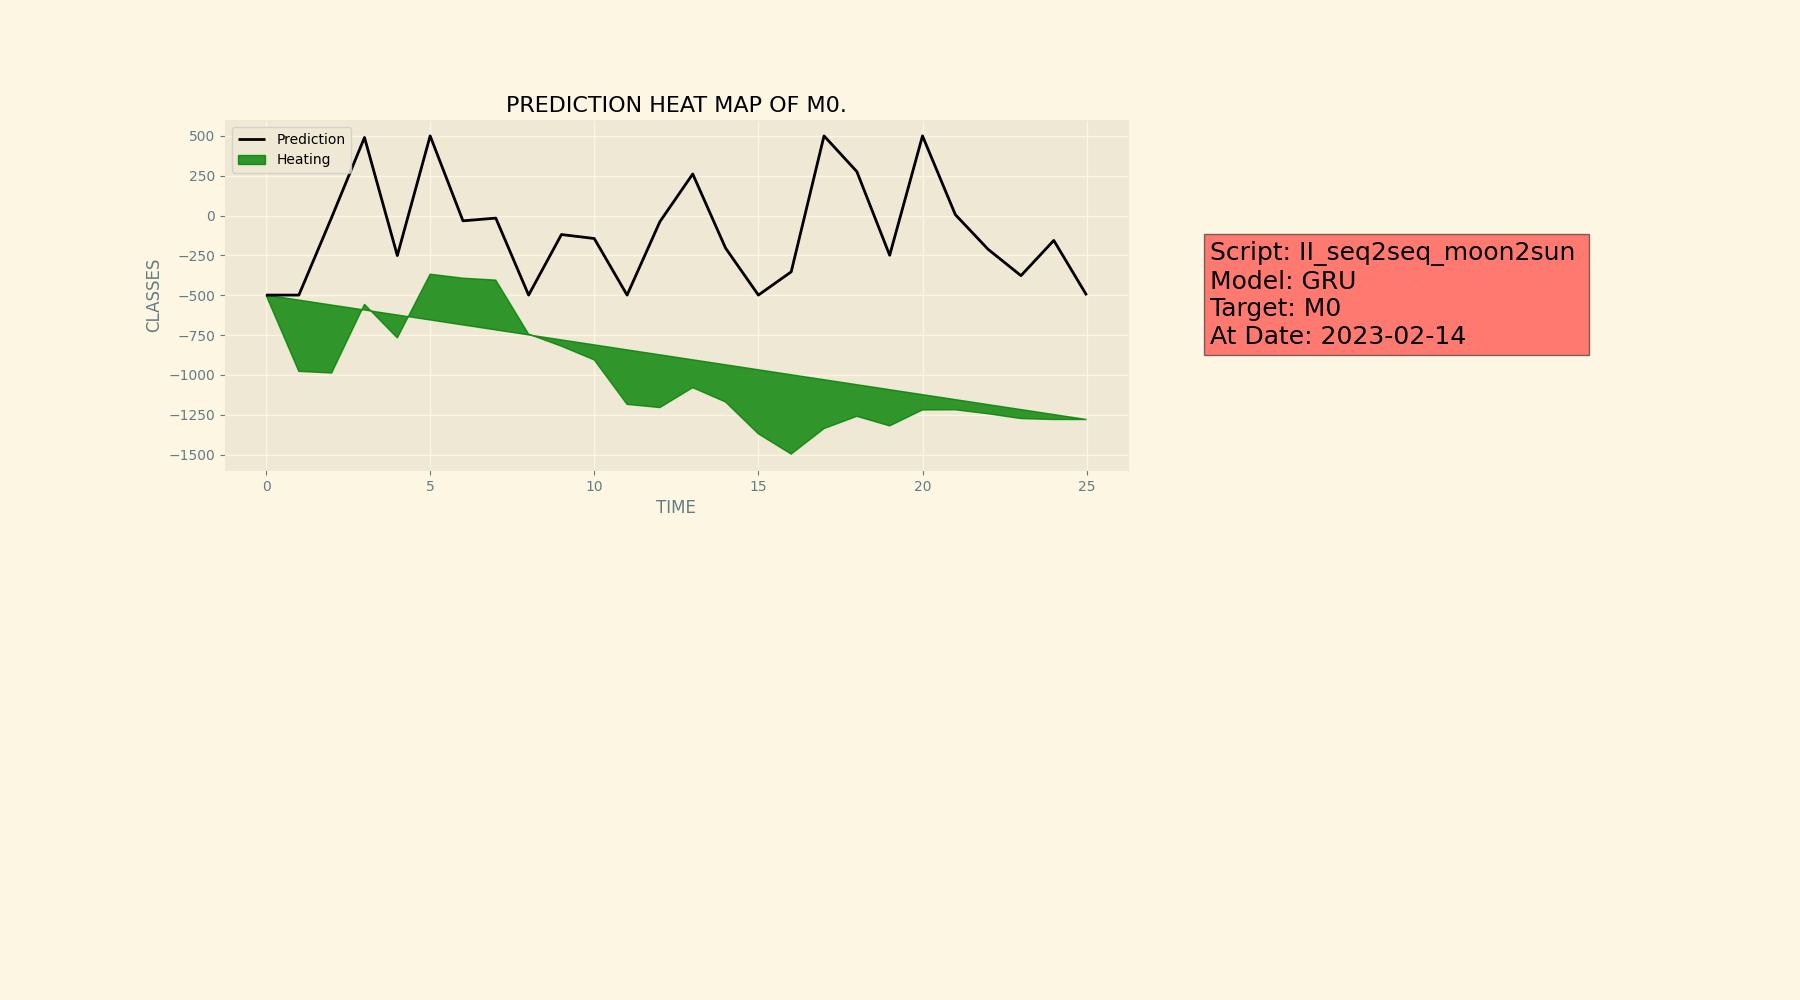 PREDICTION HEAT MAP OF M0.
Prediction
Heating
500
250
0
−250
−500
−750
−1000
−1250
−1500
CLASSES
0 5 10 15 20 25
TIME
Script: II_seq2seq_moon2sun
Model: GRU
Target: M0
At Date: 2023-02-14